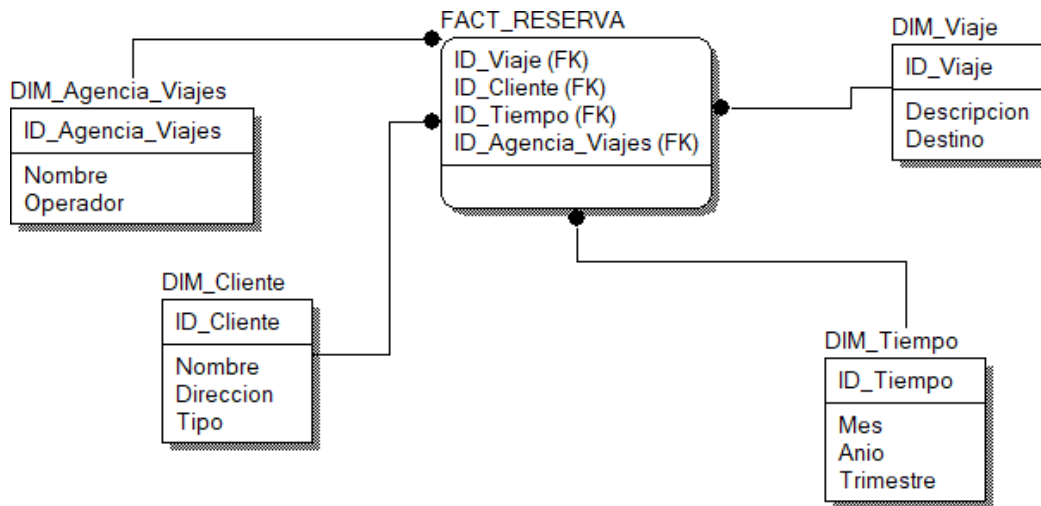 FACT_RESERVA
ID_Viaje (FK)
ID_Cliente (FK)
ID_Tiempo (FK)
ID_Agencia_Viajes (FK)
DIM_Viaje
ID_Viaje
Descripcion
Destino
DIM_Agencia_Viajes
ID_Agencia_Viajes
Nombre
Operador
DIM_Cliente
ID_Cliente
Nombre
Direccion
Tipo
DIM_Tiempo
ID_Tiempo
Mes
Anio
Trimestre